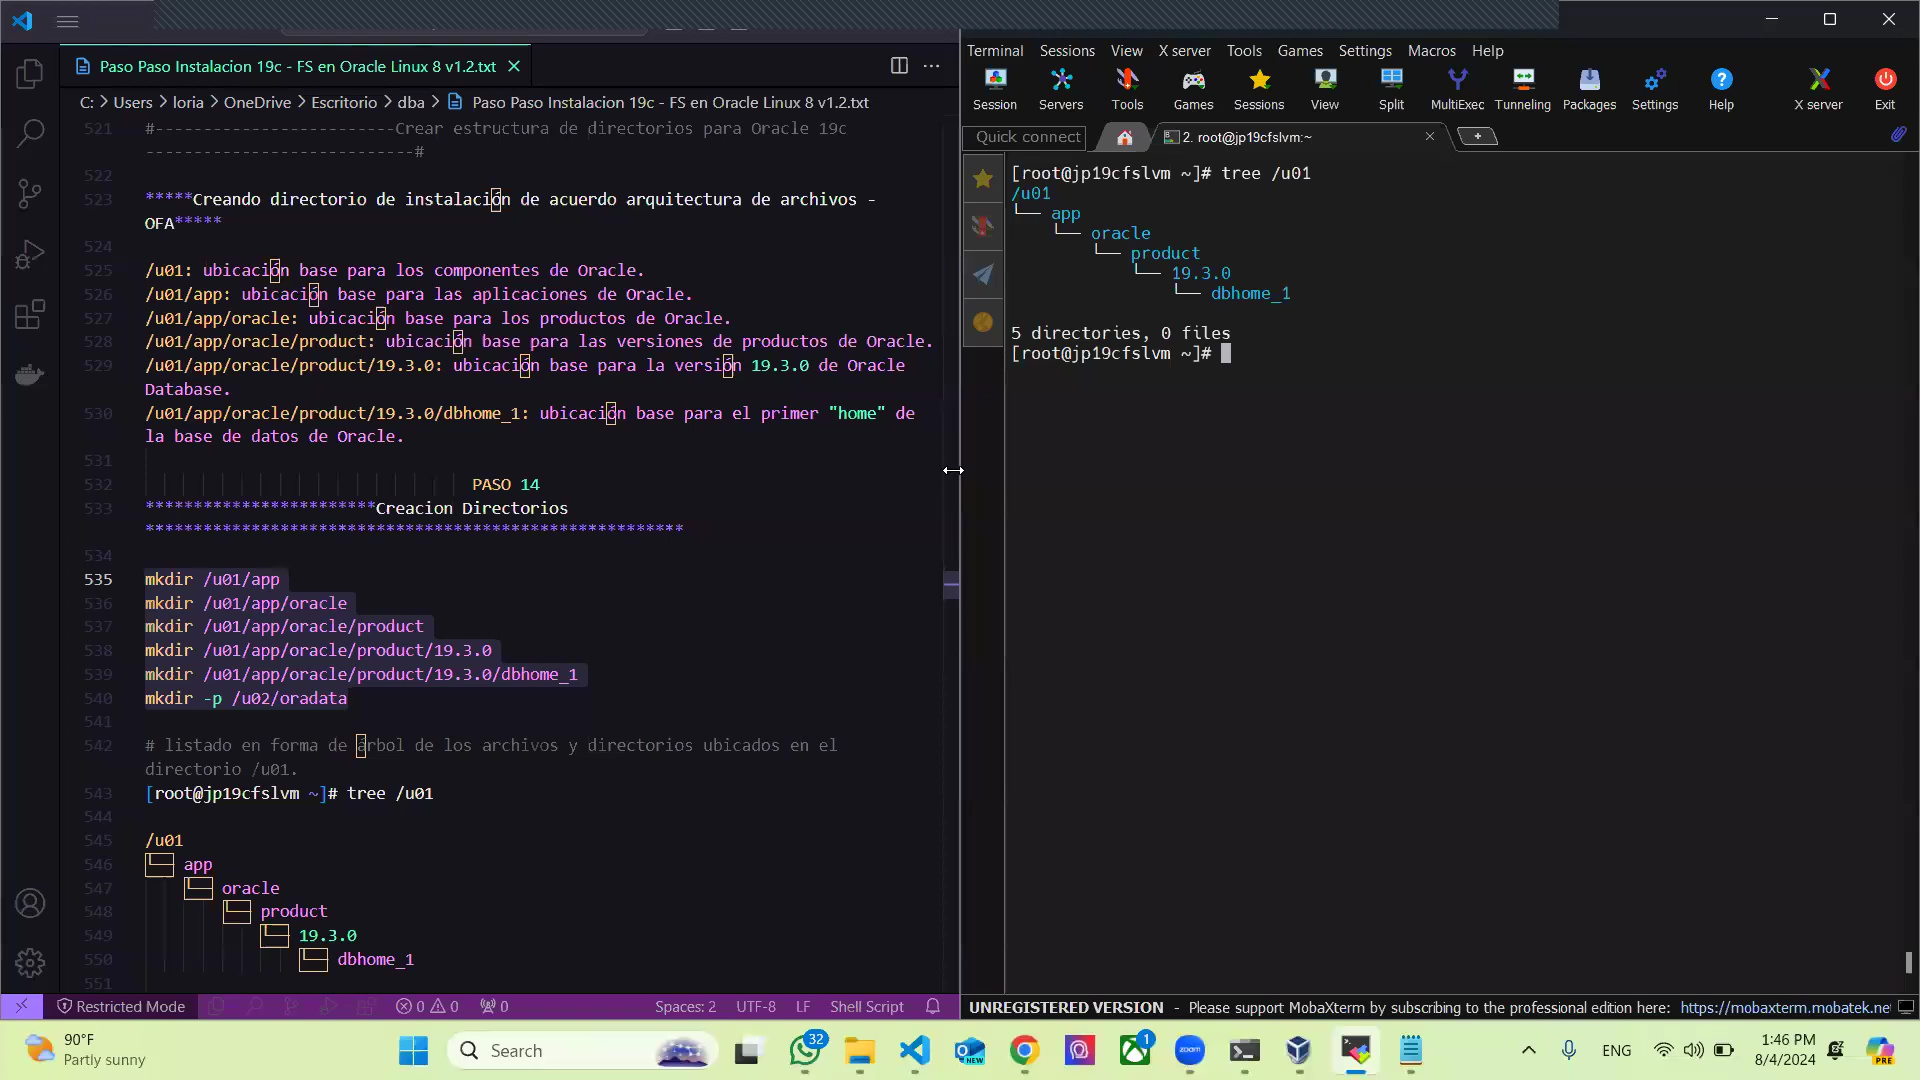 Paso Paso Instalacion 19c - FS en Oracle Linux 8 v1.2.txt
C: > Users > loria > OneDrive > Escritorio > dba > Paso Paso Instalacion 19c - FS en Oracle Linux 8 v1.2.txt
521 #-------------------------Crear estructura de directorios para Oracle 19c
----------------------------#
522
523 *****Creando directorio de instalación de acuerdo arquitectura de archivos -
OFA*****
524
525 /u01: ubicación base para los componentes de Oracle.
526 /u01/app: ubicación base para las aplicaciones de Oracle.
527 /u01/app/oracle: ubicación base para los productos de Oracle.
528 /u01/app/oracle/product: ubicación base para las versiones de productos de Oracle.
529 /u01/app/oracle/product/19.3.0: ubicación base para la versión 19.3.0 de Oracle
Database.
530 /u01/app/oracle/product/19.3.0/dbhome_1: ubicación base para el primer "home" de
la base de datos de Oracle.
531
532 PASO 14
533 ************************Creacion Directorios
********************************************************
534
535 mkdir /u01/app
536 mkdir /u01/app/oracle
537 mkdir /u01/app/oracle/product
538 mkdir /u01/app/oracle/product/19.3.0
539 mkdir /u01/app/oracle/product/19.3.0/dbhome_1
540 mkdir -p /u02/oradata
541
542 # listado en forma de árbol de los archivos y directorios ubicados en el
directorio /u01.
543 [root@jp19cfslvm ~]# tree /u01
544
545 /u01
546 └── app
547 └── oracle
548 └── product
549 └── 19.3.0
550 └── dbhome_1
551
Restricted Mode 0 0 0 Spaces: 2 UTF-8 LF Shell Script
Terminal Sessions View X server Tools Games Settings Macros Help
Session Servers Tools Games Sessions View Split MultiExec Tunneling Packages Settings Help X server Exit
Quick connect 2. root@jp19cfslvm:~
[root@jp19cfslvm ~]# tree /u01
/u01
└── app
└── oracle
└── product
└── 19.3.0
└── dbhome_1
5 directories, 0 files
[root@jp19cfslvm ~]#
UNREGISTERED VERSION - Please support MobaXterm by subscribing to the professional edition here: https://mobaxterm.mobatek.ne
90°F
Partly sunny
Search
32
NEW
1
zoom
ENG
1:46 PM
8/4/2024
PRE